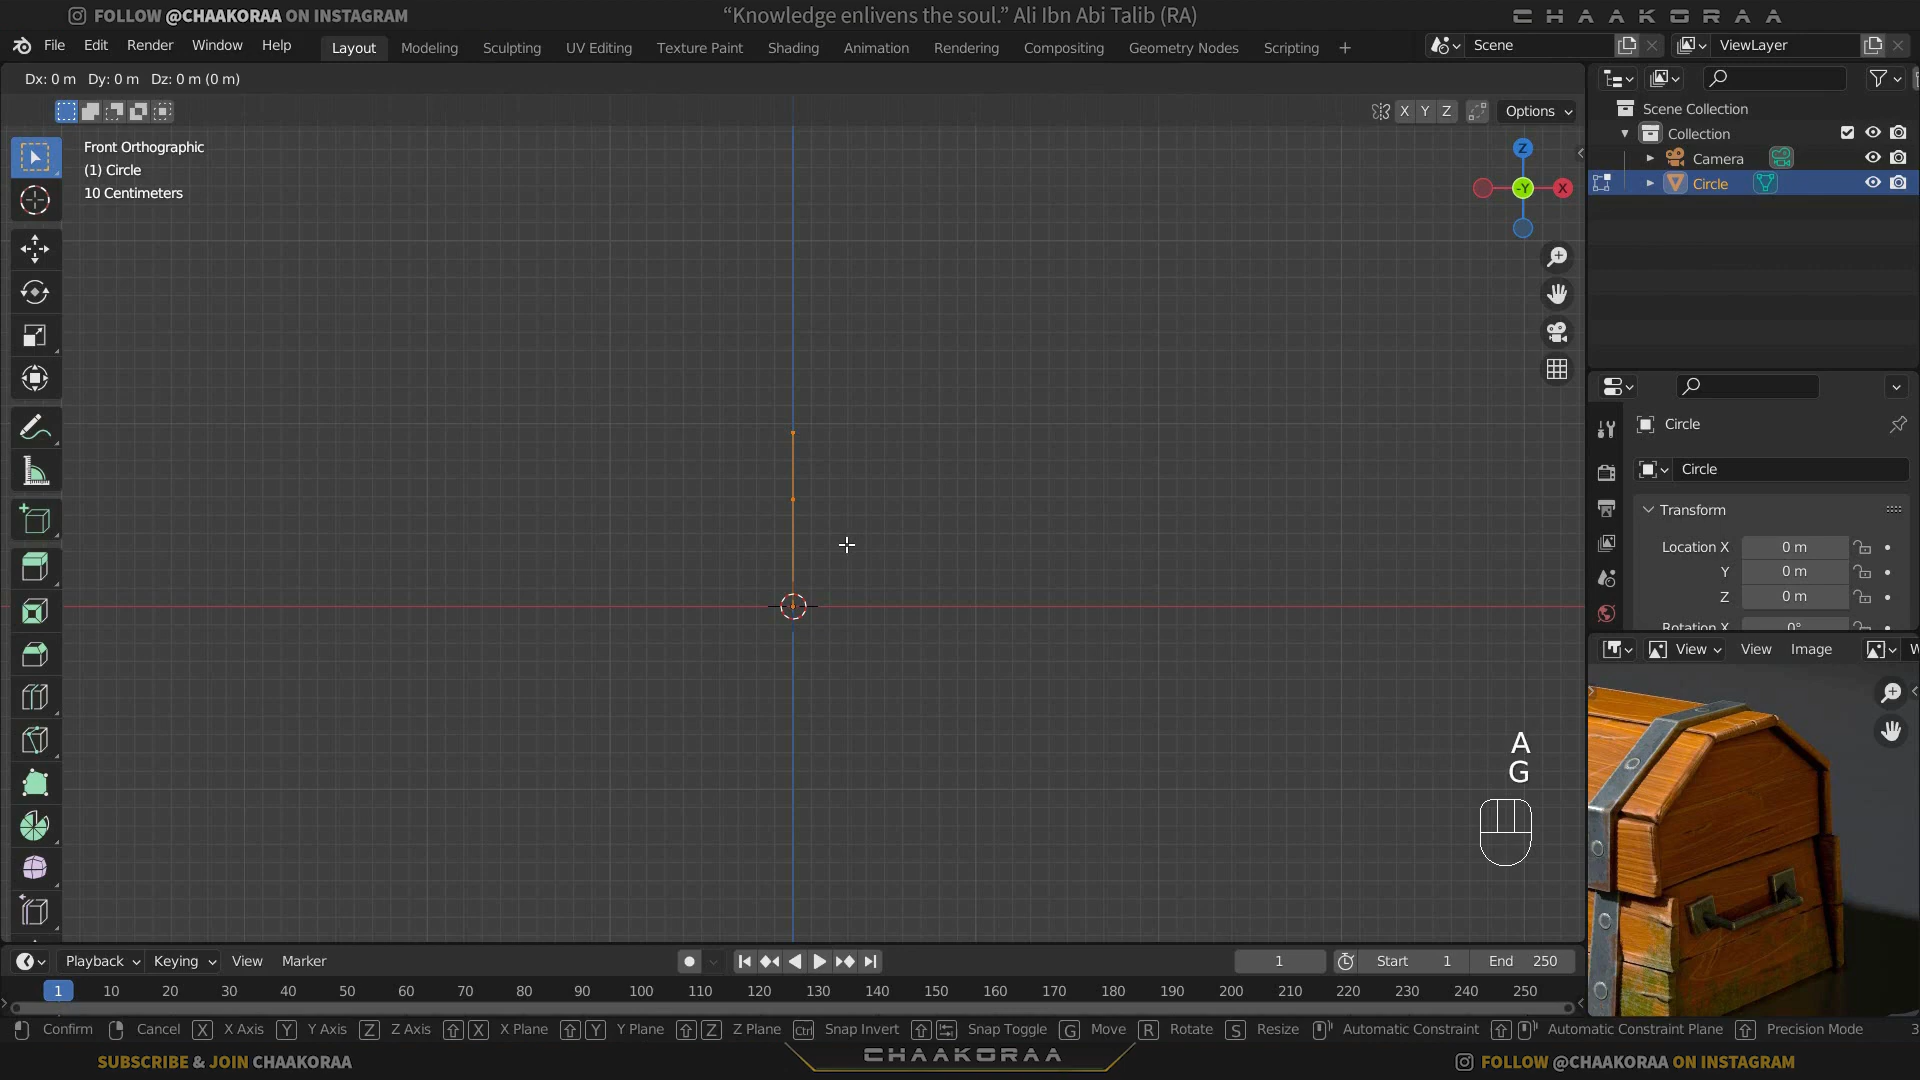 FOLLOW @CHAAKORAA ON INSTAGRAM
“Knowledge enlivens the soul.” Ali Ibn Abi Talib (RA)
CHAAKORAA
File Edit Render Window Help
Layout Modeling Sculpting UV Editing Texture Paint Shading Animation Rendering Compositing Geometry Nodes Scripting
Scene
ViewLayer
Dx: 0 m Dy: 0 m Dz: 0 m (0 m)
X Y Z
Options
Front Orthographic
(1) Circle
10 Centimeters
Z
-Y
X
A
G
Scene Collection
Collection
Camera
Circle
Circle
Circle
Transform
Location X 0 m
Y 0 m
Z 0 m
Rotation X 0°
View View Image
Playback Keying View Marker
1
Start 1
End 250
1 10 20 30 40 50 60 70 80 90 100 110 120 130 140 150 160 170 180 190 200 210 220 230 240 250
Confirm Cancel X X Axis Y Y Axis Z Z Axis X X Plane Y Y Plane Z Z Plane Ctrl Snap Invert Snap Toggle G Move R Rotate S Resize Automatic Constraint Automatic Constraint Plane Precision Mode
SUBSCRIBE & JOIN CHAAKORAA
CHAAKORAA
FOLLOW @CHAAKORAA ON INSTAGRAM